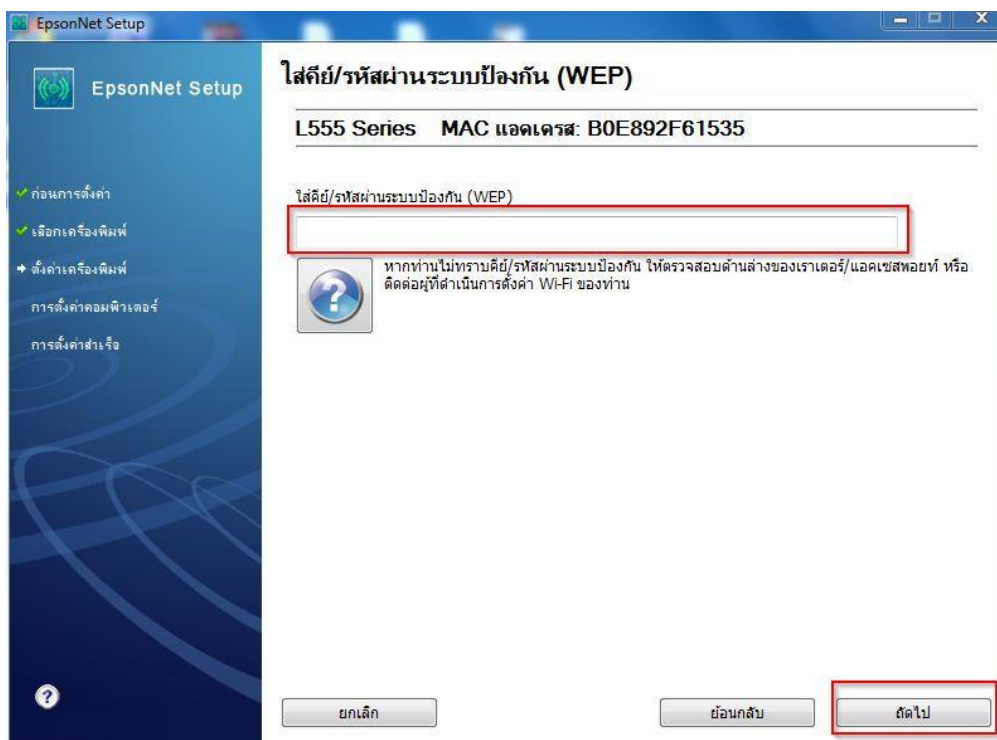 EpsonNet Setup
EpsonNet Setup
ใส่คีย์/รหัสผ่านระบบป้องกัน (WEP)
L555 Series MAC แอดเดรส: B0E892F61535
ก่อนการตั้งค่า
เลือกเครื่องพิมพ์
ตั้งค่าเครื่องพิมพ์
การตั้งค่าคอมพิวเตอร์
การตั้งค่าสำเร็จ
ใส่คีย์/รหัสผ่านระบบป้องกัน (WEP)
หากท่านไม่ทราบคีย์/รหัสผ่านระบบป้องกัน ให้ตรวจสอบด้านล่างของเราเตอร์/แอคเซสพอยท์ หรือ
ติดต่อผู้ที่ดำเนินการตั้งค่า Wi-Fi ของท่าน
ยกเลิก
ย้อนกลับ
ถัดไป